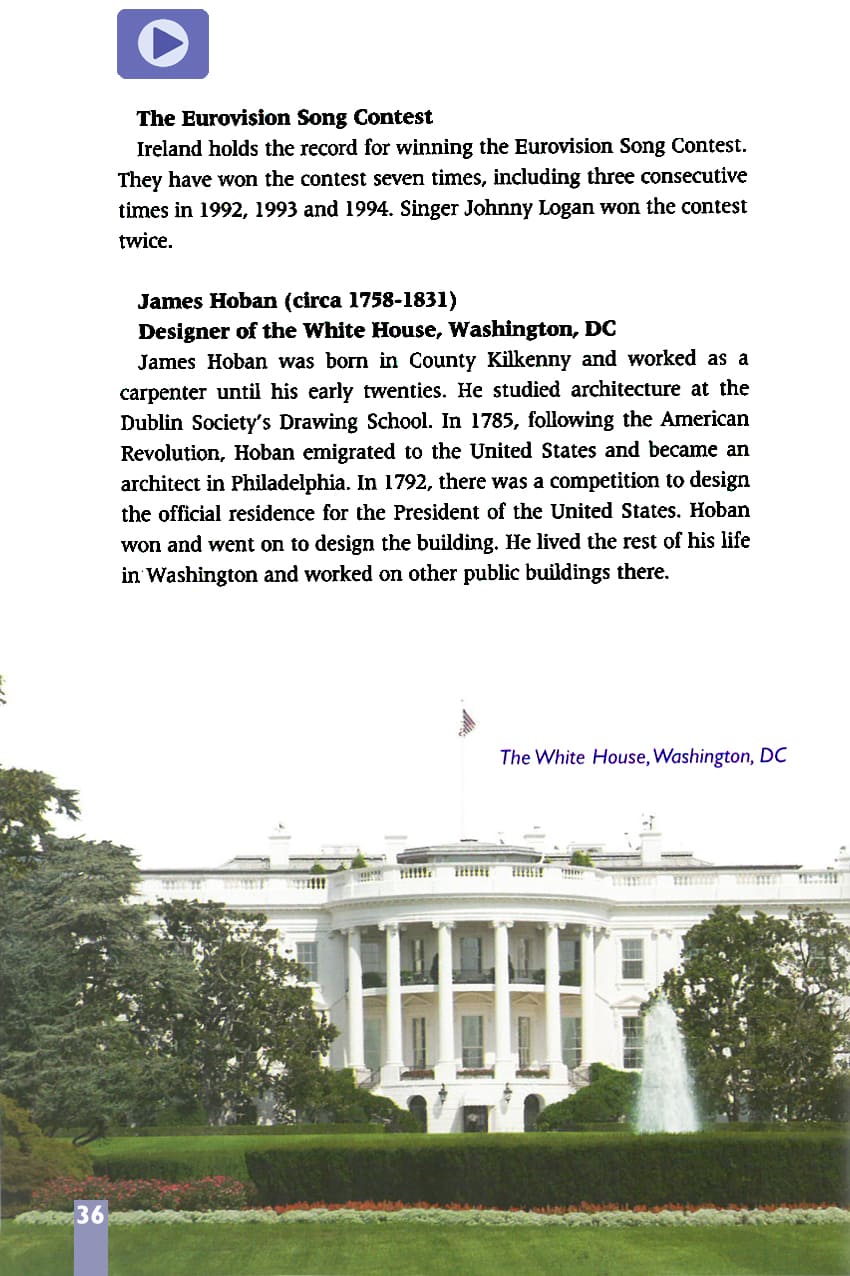 The Eurovision Song Contest
Ireland holds the record for winning the Eurovision Song Contest.
They have won the contest seven times, including three consecutive
times in 1992, 1993 and 1994. Singer Johnny Logan won the contest
twice.
James Hoban (circa 1758-1831)
Designer of the White House, Washington, DC
James Hoban was born in County Kilkenny and worked as a
carpenter until his early twenties. He studied architecture at the
Dublin Society's Drawing School. In 1785, following the American
Revolution, Hoban emigrated to the United States and became an
architect in Philadelphia. In 1792, there was a competition to design
the official residence for the President of the United States. Hoban
won and went on to design the building. He lived the rest of his life
in Washington and worked on other public buildings there.
The White House, Washington, DC
36